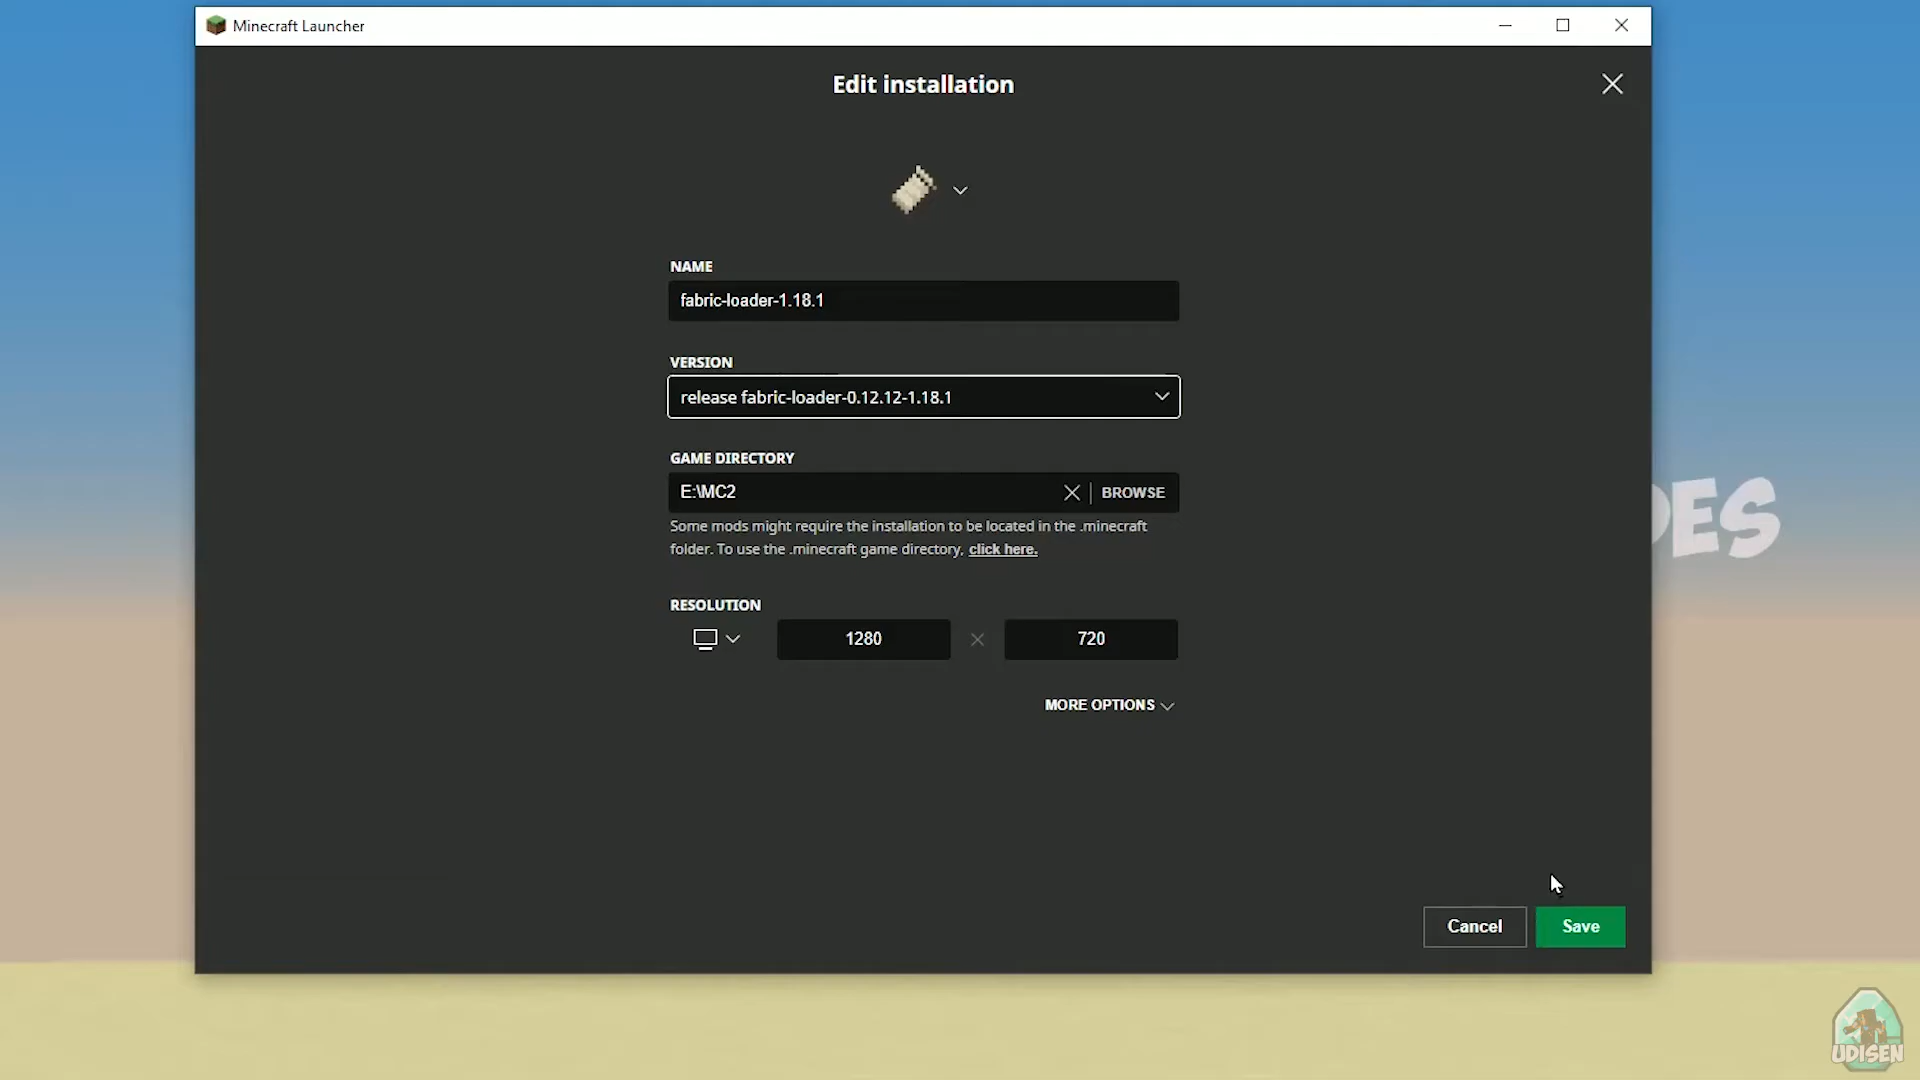 Minecraft Launcher
Edit installation
NAME
fabric-loader-1.18.1
VERSION
release fabric-loader-0.12.12-1.18.1
GAME DIRECTORY
E:\MC2
BROWSE
Some mods might require the installation to be located in the .minecraft
folder. To use the .minecraft game directory, click here.
RESOLUTION
1280
720
MORE OPTIONS
Cancel
Save
DES
UDISEN